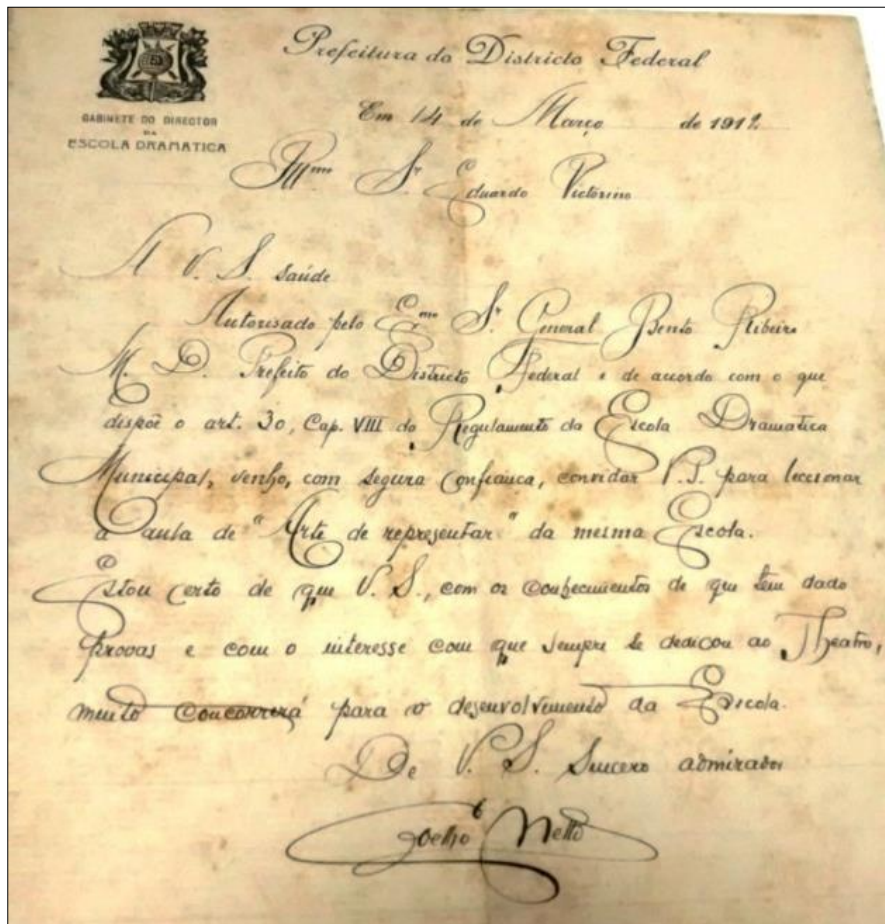 Prefeitura do Districto Federal
GABINETE DO DIRECTOR
DA
ESCOLA DRAMATICA
Em 14 de Março de 1912
Illmo Sr Eduardo Victorino
A V. S. saúde
Autorisado pelo Exmo Sr General Bento Ribeiro
M. D. Prefeito do Districto Federal e de accordo com o que
dispõe o art. 30, Cap. VIII do Regulamento da Escola Dramatica
Municipal, venho, com segura confiança, convidar V. S. para leccionar
a aula de "Arte de representar" da mesma Escola.
Estou certo de que V. S., com os conhecimentos de que tem dado
provas e com o interesse com que sempre se dedicou ao Theatro,
muito concorrerá para o desenvolvimento da Escola.
De V. S. Sincero admirador
Coelho Netto